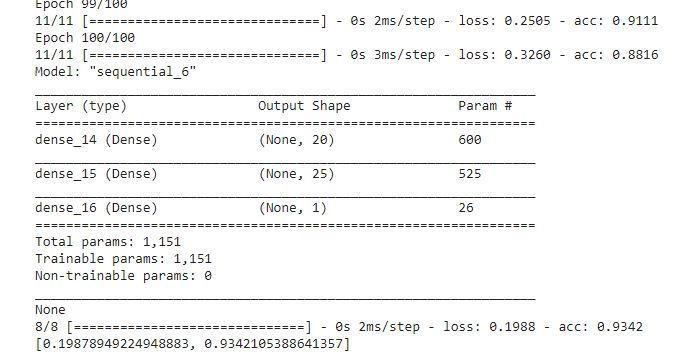 Epoch 99/100
11/11 [==============================] - 0s 2ms/step - loss: 0.2505 - acc: 0.9111
Epoch 100/100
11/11 [==============================] - 0s 3ms/step - loss: 0.3260 - acc: 0.8816
Model: "sequential_6"
_________________________________________________________________
Layer (type)                 Output Shape              Param #
=================================================================
dense_14 (Dense)             (None, 20)                600
_________________________________________________________________
dense_15 (Dense)             (None, 25)                525
_________________________________________________________________
dense_16 (Dense)             (None, 1)                 26
=================================================================
Total params: 1,151
Trainable params: 1,151
Non-trainable params: 0
_________________________________________________________________
None
8/8 [==============================] - 0s 2ms/step - loss: 0.1988 - acc: 0.9342
[0.19878949224948883, 0.9342105388641357]